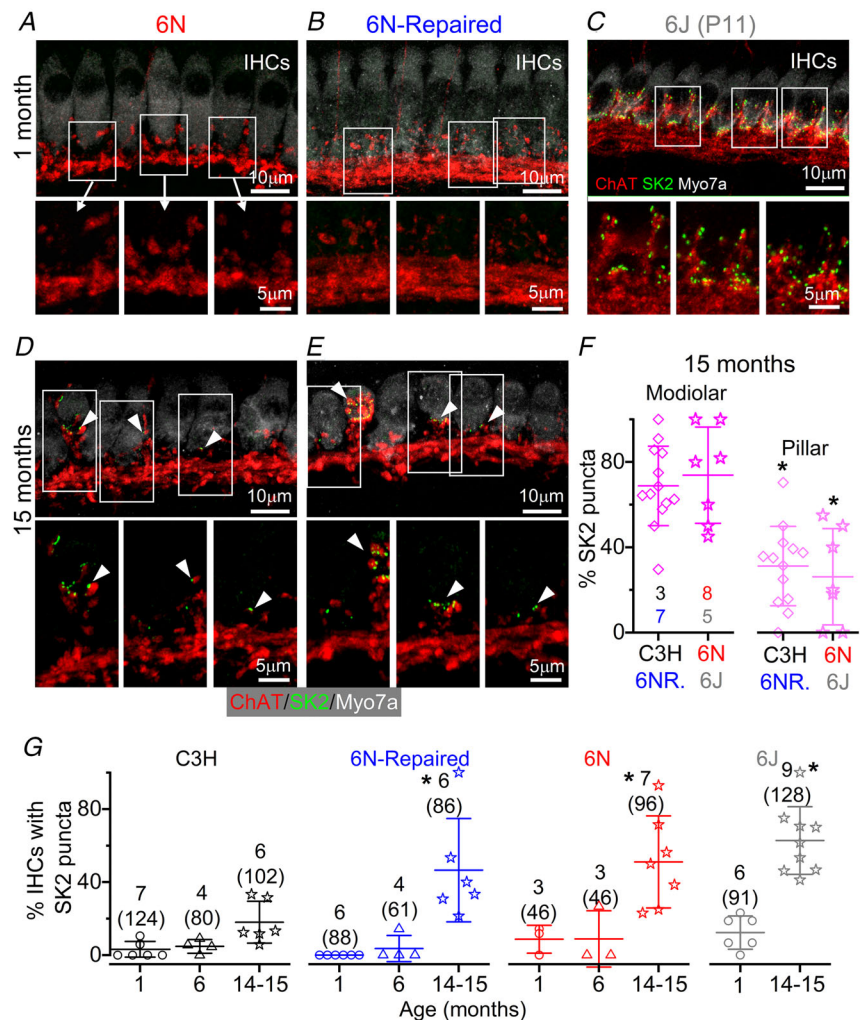 A 6N
B 6N-Repaired
C 6J (P11)
1 month
IHCs
10μm
IHCs
10μm
ChAT SK2 Myo7a
10μm
5μm
5μm
5μm
D
E
15 months
10μm
10μm
5μm
5μm
ChAT/SK2/Myo7a
F
15 months
Modiolar
Pillar
% SK2 puncta
80
40
0
* *
3 8
7 5
C3H 6N C3H 6N
6NR. 6J 6NR. 6J
G
C3H 6N-Repaired 6N 6J
% IHCs with
SK2 puncta
80
40
0
7
(124)
4
(80)
6
(102)
6
(88)
4
(61)
* 6
(86)
3
(46)
3
(46)
* 7
(96)
6
(91)
9 *
(128)
1 6 14-15 1 6 14-15 1 6 14-15 1 14-15
Age (months)